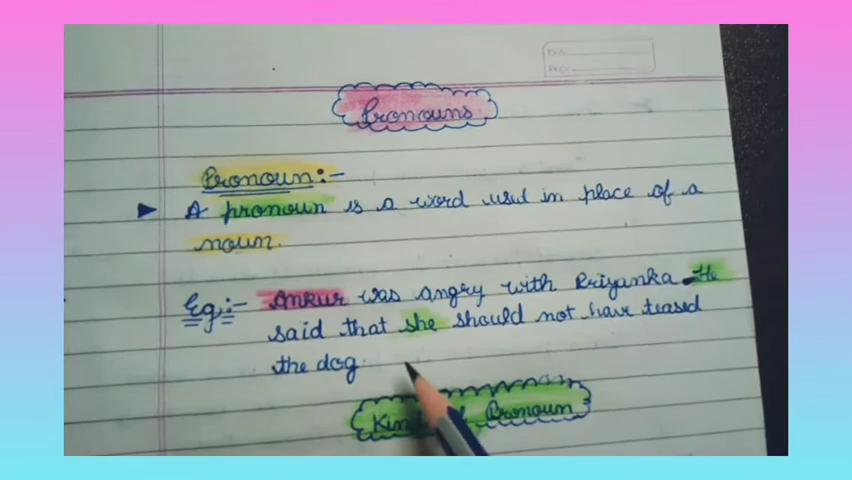 Pronouns
Pronoun:-
A pronoun is a word used in place of a
noun.
Eg:- Ankur was angry with Priyanka. He
said that she should not have teased
the dog.
Pronoun